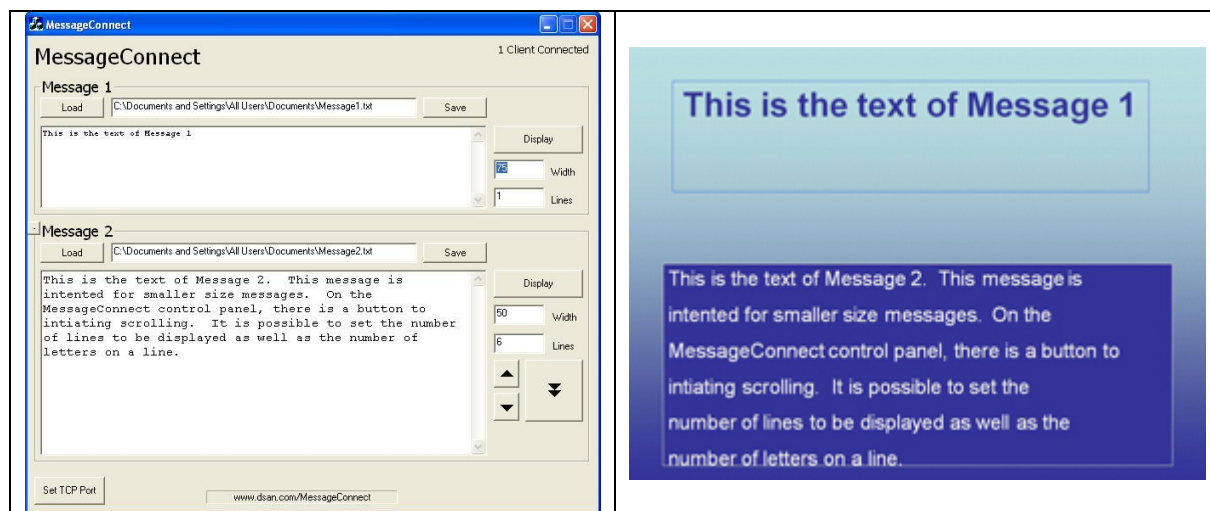 MessageConnect
MessageConnect
1 Client Connected
Message 1
Load
C:\Documents and Settings\All Users\Documents\Message1.txt
Save
This is the text of Message 1
Display
75
Width
1
Lines
Message 2
Load
C:\Documents and Settings\All Users\Documents\Message2.txt
Save
This is the text of Message 2.  This message is
intented for smaller size messages.  On the
MessageConnect control panel, there is a button to
intiating scrolling.  It is possible to set the number
of lines to be displayed as well as the number of
letters on a line.
Display
50
Width
6
Lines
Set TCP Port
www.dsan.com/MessageConnect
This is the text of Message 1
This is the text of Message 2.  This message is
intented for smaller size messages.  On the
MessageConnect control panel, there is a button to
intiating scrolling.  It is possible to set the
number of lines to be displayed as well as the
number of letters on a line.